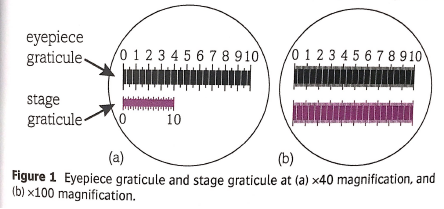 eyepiece
graticule
0 1 2 3 4 5 6 7 8 9 10
stage
graticule
0 10
(a)
0 1 2 3 4 5 6 7 8 9 10
(b)
Figure 1 Eyepiece graticule and stage graticule at (a) ×40 magnification, and
(b) ×100 magnification.